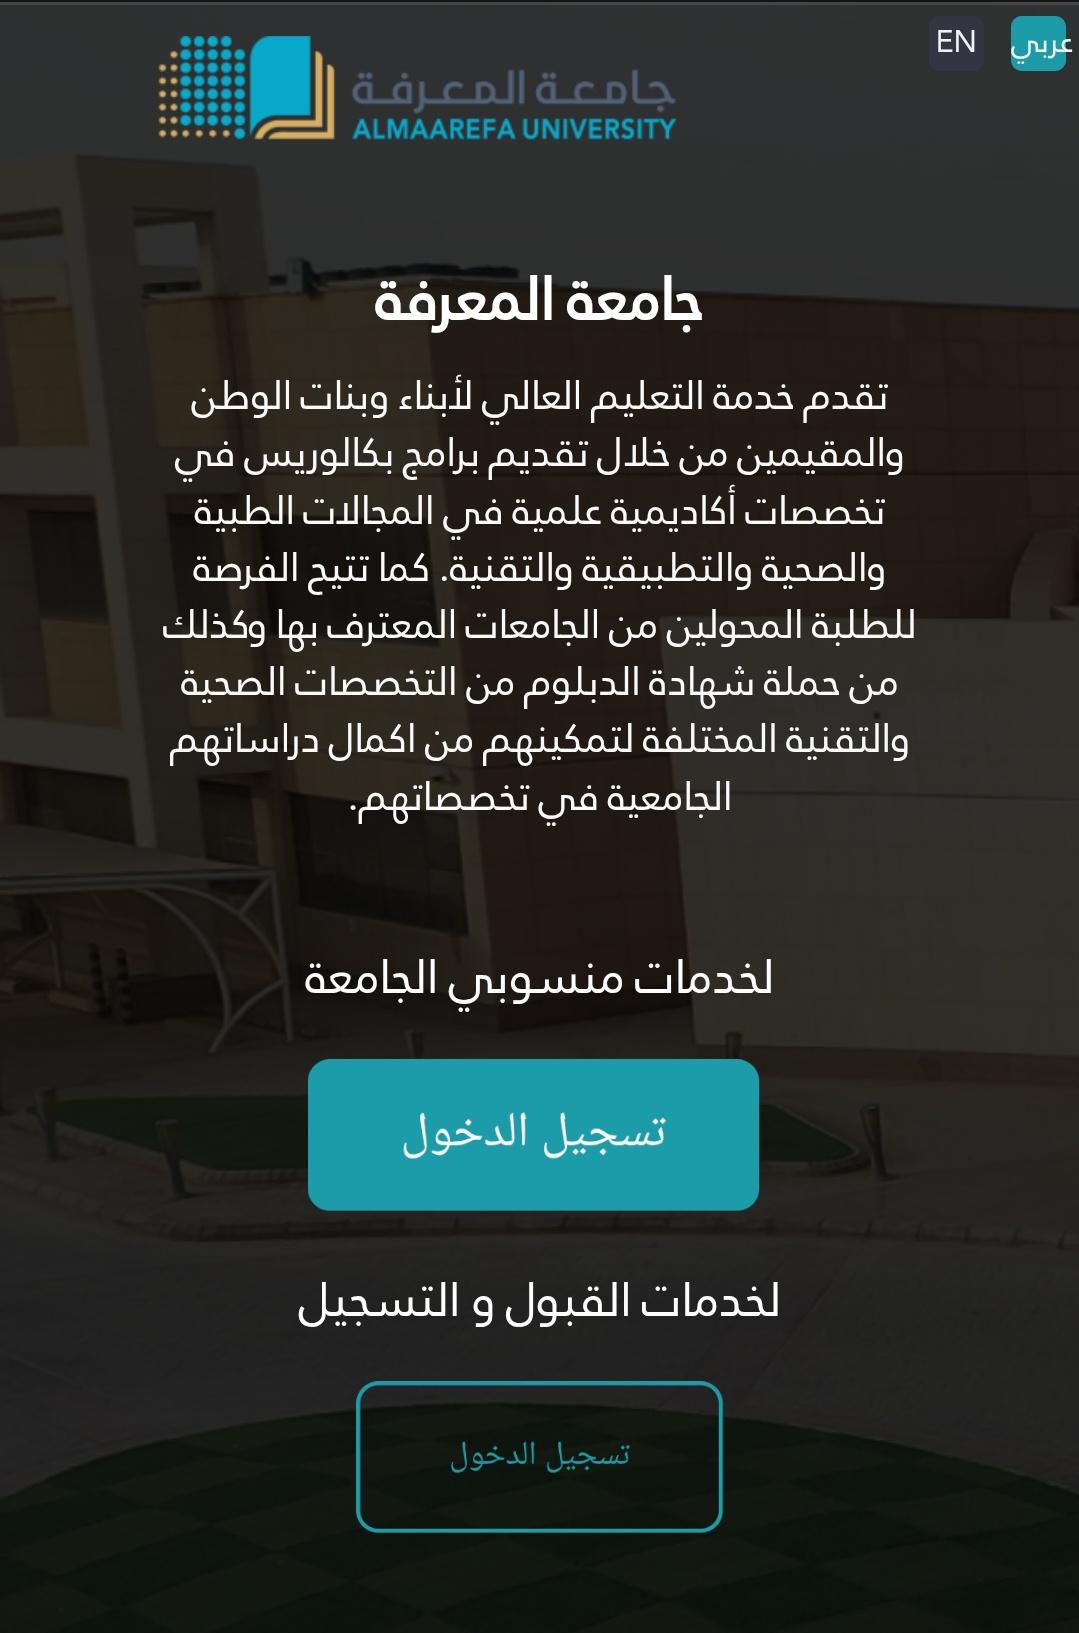 عربي
EN
جامعة المعرفة
ALMAAREFA UNIVERSITY
جامعة المعرفة
تقدم خدمة التعليم العالي لأبناء وبنات الوطن
والمقيمين من خلال تقديم برامج بكالوريس في
تخصصات أكاديمية علمية في المجالات الطبية
والصحية والتطبيقية والتقنية. كما تتيح الفرصة
للطلبة المحولين من الجامعات المعترف بها وكذلك
من حملة شهادة الدبلوم من التخصصات الصحية
والتقنية المختلفة لتمكينهم من اكمال دراساتهم
الجامعية في تخصصاتهم.
لخدمات منسوبي الجامعة
تسجيل الدخول
لخدمات القبول و التسجيل
تسجيل الدخول